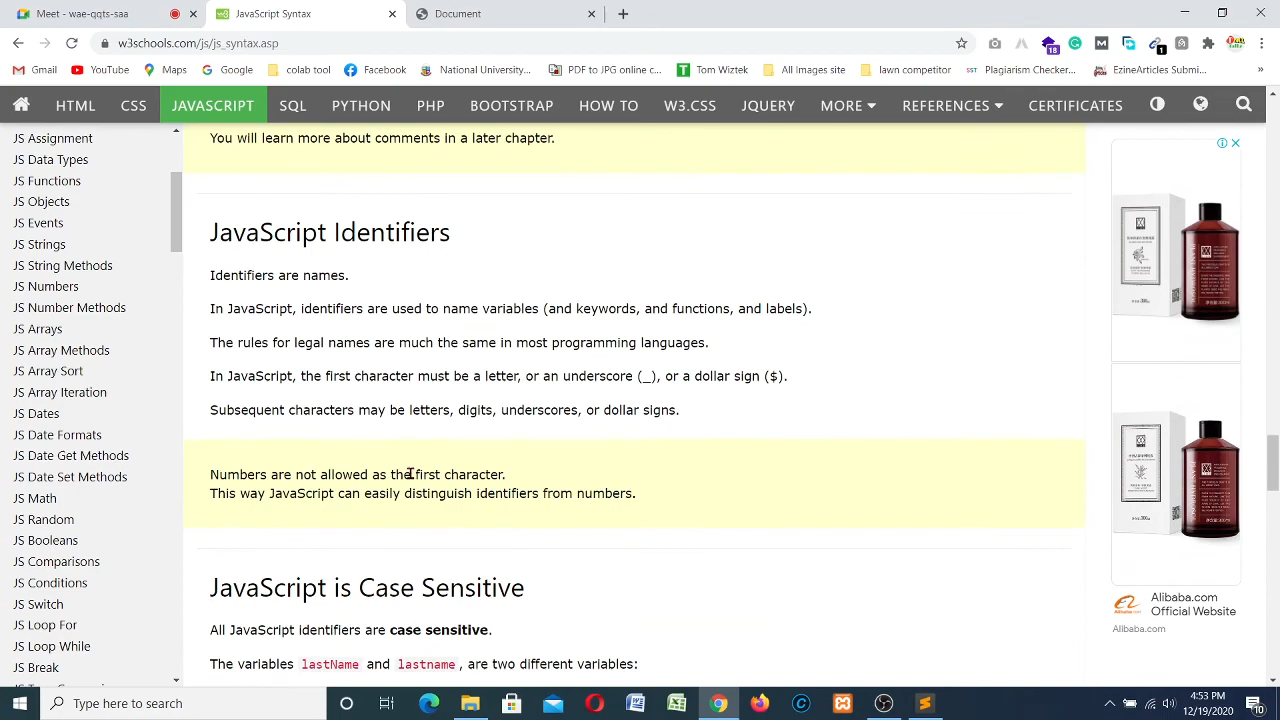 Meet - wae-qqts-saa
JavaScript Syntax
Document
w3schools.com/js/js_syntax.asp
18
1
Gmail
YouTube
Maps
Google
colab tool
Facebook
National University...
PDF to JPG online c...
Tom Wiztek
All Images site
lawn competitor
SST Plagiarism Checker...
EzineArticles Submi...
»
HTML
CSS
JAVASCRIPT
SQL
PYTHON
PHP
BOOTSTRAP
HOW TO
W3.CSS
JQUERY
MORE
REFERENCES
CERTIFICATES
JS Assignment
JS Data Types
JS Functions
JS Objects
JS Events
JS Strings
JS String Methods
JS Numbers
JS Number Methods
JS Arrays
JS Array Methods
JS Array Sort
JS Array Iteration
JS Dates
JS Date Formats
JS Date Get Methods
JS Date Set Methods
JS Math
JS Random
JS Booleans
JS Comparisons
JS Conditions
JS Switch
JS Loop For
JS Loop While
JS Break
You will learn more about comments in a later chapter.
JavaScript Identifiers
Identifiers are names.
In JavaScript, identifiers are used to name variables (and keywords, and functions, and labels).
The rules for legal names are much the same in most programming languages.
In JavaScript, the first character must be a letter, or an underscore (_), or a dollar sign ($).
Subsequent characters may be letters, digits, underscores, or dollar signs.
Numbers are not allowed as the first character.
This way JavaScript can easily distinguish identifiers from numbers.
JavaScript is Case Sensitive
All JavaScript identifiers are case sensitive.
The variables lastName and lastname, are two different variables:
Alibaba.com
Official Website
Alibaba.com
Type here to search
4:53 PM
12/19/2020